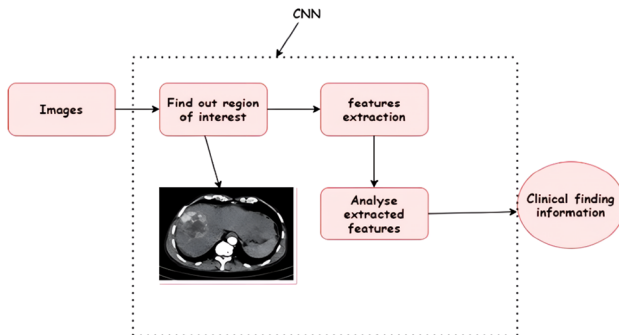 CNN
Images
Find out region
of interest
features
extraction
Analyse
extracted
features
Clinical finding
information